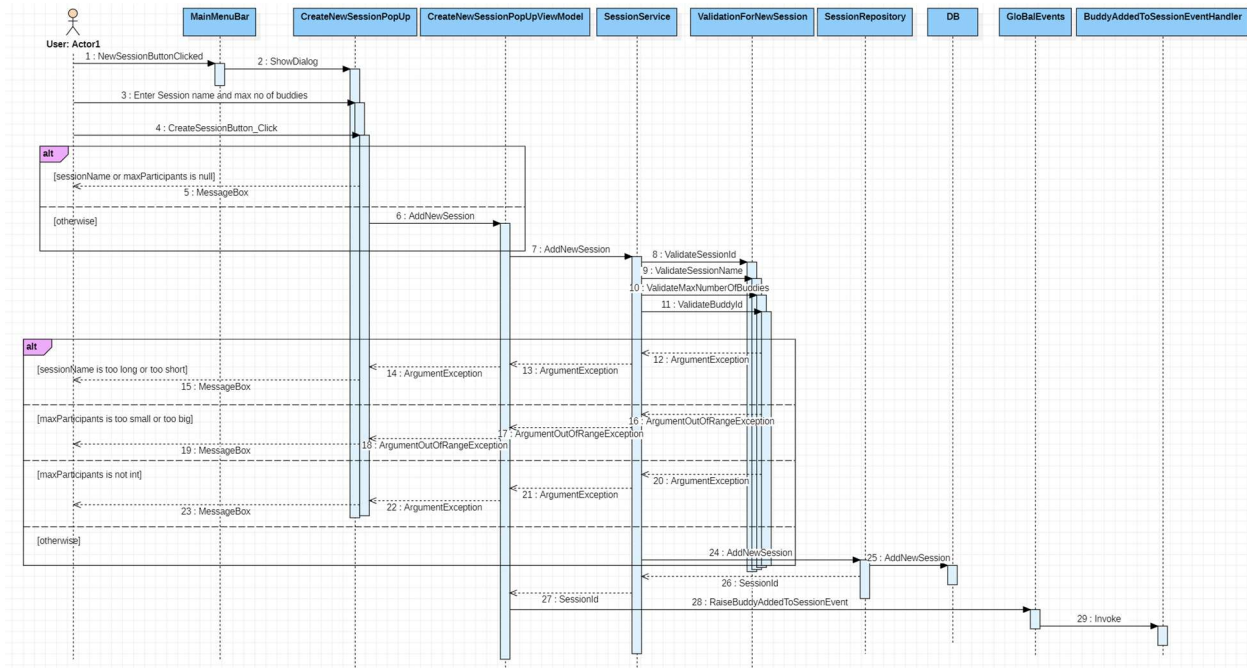 MainMenuBar
CreateNewSessionPopUp
CreateNewSessionPopUpViewModel
SessionService
ValidationForNewSession
SessionRepository
DB
GloBalEvents
BuddyAddedToSessionEventHandler
User: Actor1
1 : NewSessionButtonClicked
2 : ShowDialog
3 : Enter Session name and max no of buddies
4 : CreateSessionButton_Click
alt
[sessionName or maxParticipants is null]
5 : MessageBox
[otherwise]
6 : AddNewSession
7 : AddNewSession
8 : ValidateSessionId
9 : ValidateSessionName
10 : ValidateMaxNumberOfBuddies
11 : ValidateBuddyId
alt
12 : ArgumentException
13 : ArgumentException
14 : ArgumentException
[sessionName is too long or too short]
15 : MessageBox
[maxParticipants is too small or too big]
16 : ArgumentOutOfRangeException
17 : ArgumentOutOfRangeException
18 : ArgumentOutOfRangeException
19 : MessageBox
[maxParticipants is not int]
20 : ArgumentException
21 : ArgumentException
22 : ArgumentException
23 : MessageBox
[otherwise]
24 : AddNewSession
25 : AddNewSession
26 : SessionId
27 : SessionId
28 : RaiseBuddyAddedToSessionEvent
29 : Invoke